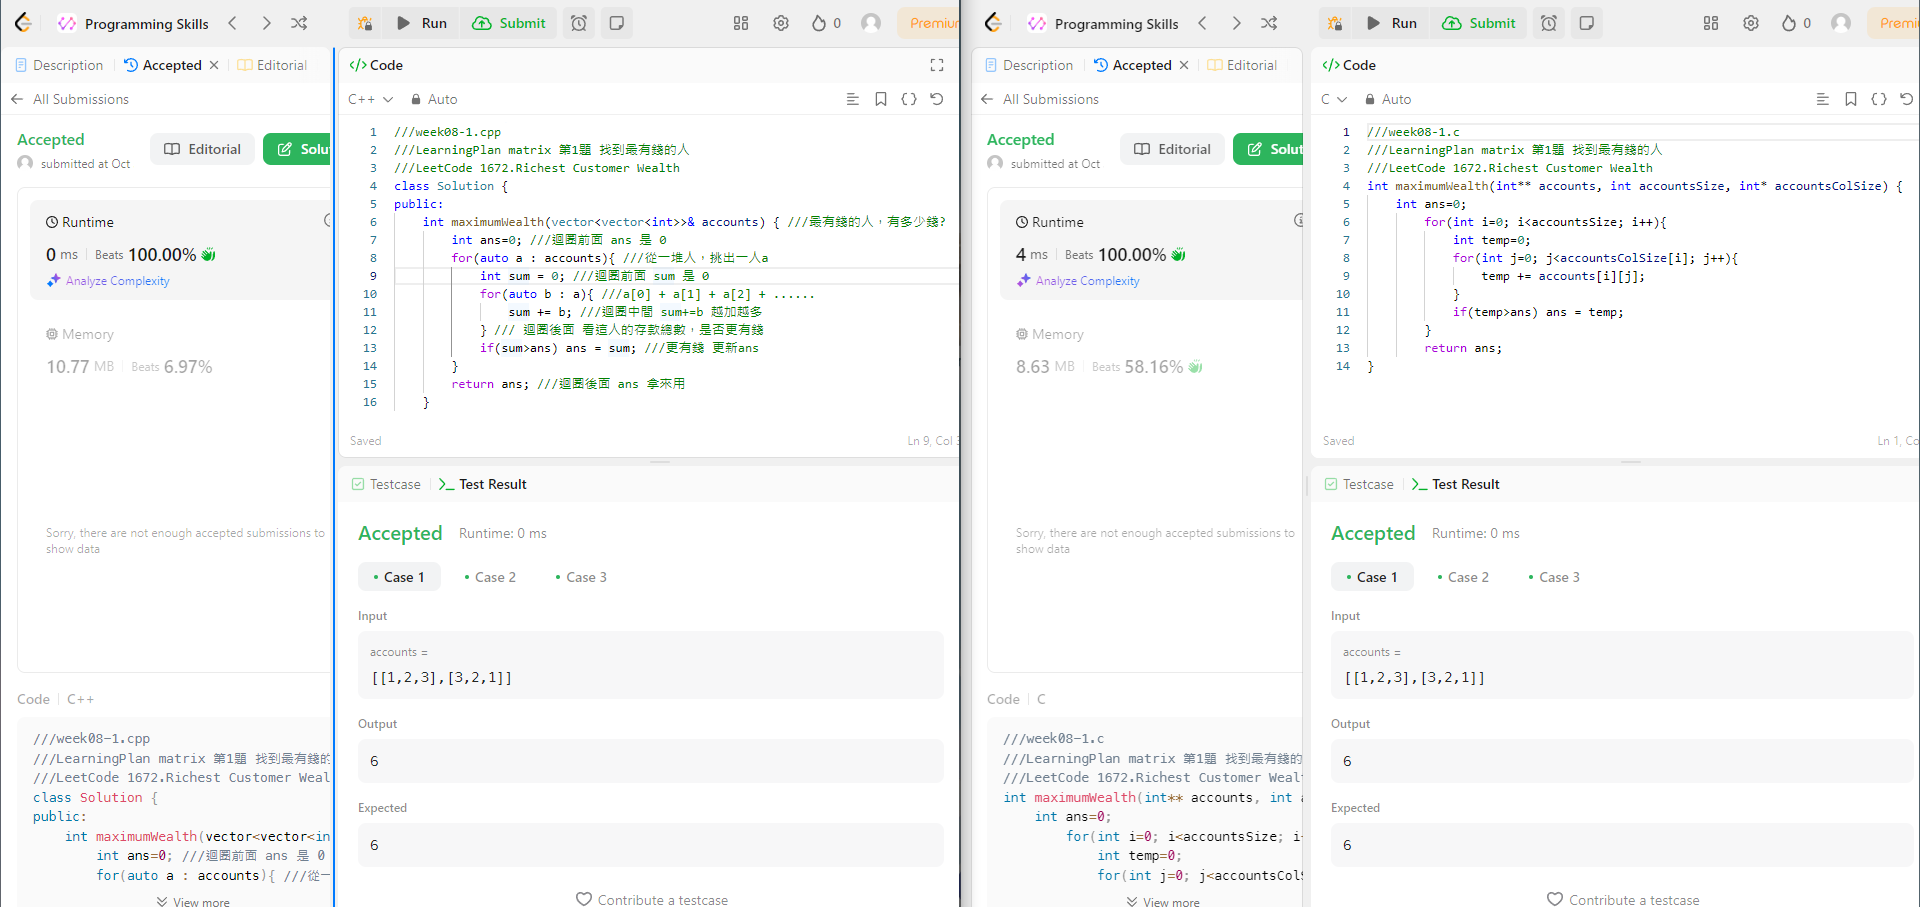 Programming Skills
Run
Submit
0
Premium
Description
Accepted
Editorial
All Submissions
Accepted
submitted at Oct
Editorial
Solu
Runtime
0 ms
Beats 100.00%
Analyze Complexity
Memory
10.77 MB
Beats 6.97%
Sorry, there are not enough accepted submissions to
show data
Code
C++
///week08-1.cpp
///LearningPlan matrix 第1題 找到最有錢的
///LeetCode 1672.Richest Customer Weal
class Solution {
public:
int maximumWealth(vector<vector<in
int ans=0; ///迴圈前面 ans 是 0
for(auto a : accounts){ ///從一
View more
Code
C++
Auto
1 ///week08-1.cpp
2 ///LearningPlan matrix 第1題 找到最有錢的人
3 ///LeetCode 1672.Richest Customer Wealth
4 class Solution {
5 public:
6 int maximumWealth(vector<vector<int>>& accounts) { ///最有錢的人，有多少錢?
7 int ans=0; ///迴圈前面 ans 是 0
8 for(auto a : accounts){ ///從一堆人，挑出一人a
9 int sum = 0; ///迴圈前面 sum 是 0
10 for(auto b : a){ ///a[0] + a[1] + a[2] + ......
11 sum += b; ///迴圈中間 sum+=b 越加越多
12 } /// 迴圈後面 看這人的存款總數，是否更有錢
13 if(sum>ans) ans = sum; ///更有錢 更新ans
14 }
15 return ans; ///迴圈後面 ans 拿來用
16 }
Saved
Ln 9, Col
Testcase
Test Result
Accepted
Runtime: 0 ms
Case 1
Case 2
Case 3
Input
accounts =
[[1,2,3],[3,2,1]]
Output
6
Expected
6
Contribute a testcase
Programming Skills
Run
Submit
0
Premi
Description
Accepted
Editorial
All Submissions
Accepted
submitted at Oct
Editorial
Solut
Runtime
4 ms
Beats 100.00%
Analyze Complexity
Memory
8.63 MB
Beats 58.16%
Sorry, there are not enough accepted submissions to
show data
Code
C
///week08-1.c
///LearningPlan matrix 第1題 找到最有錢的
///LeetCode 1672.Richest Customer Wealt
int maximumWealth(int** accounts, int a
int ans=0;
for(int i=0; i<accountsSize; i+
int temp=0;
for(int j=0; j<accountsColS
View more
Code
C
Auto
1 ///week08-1.c
2 ///LearningPlan matrix 第1題 找到最有錢的人
3 ///LeetCode 1672.Richest Customer Wealth
4 int maximumWealth(int** accounts, int accountsSize, int* accountsColSize) {
5 int ans=0;
6 for(int i=0; i<accountsSize; i++){
7 int temp=0;
8 for(int j=0; j<accountsColSize[i]; j++){
9 temp += accounts[i][j];
10 }
11 if(temp>ans) ans = temp;
12 }
13 return ans;
14 }
Saved
Ln 1, Co
Testcase
Test Result
Accepted
Runtime: 0 ms
Case 1
Case 2
Case 3
Input
accounts =
[[1,2,3],[3,2,1]]
Output
6
Expected
6
Contribute a testcase